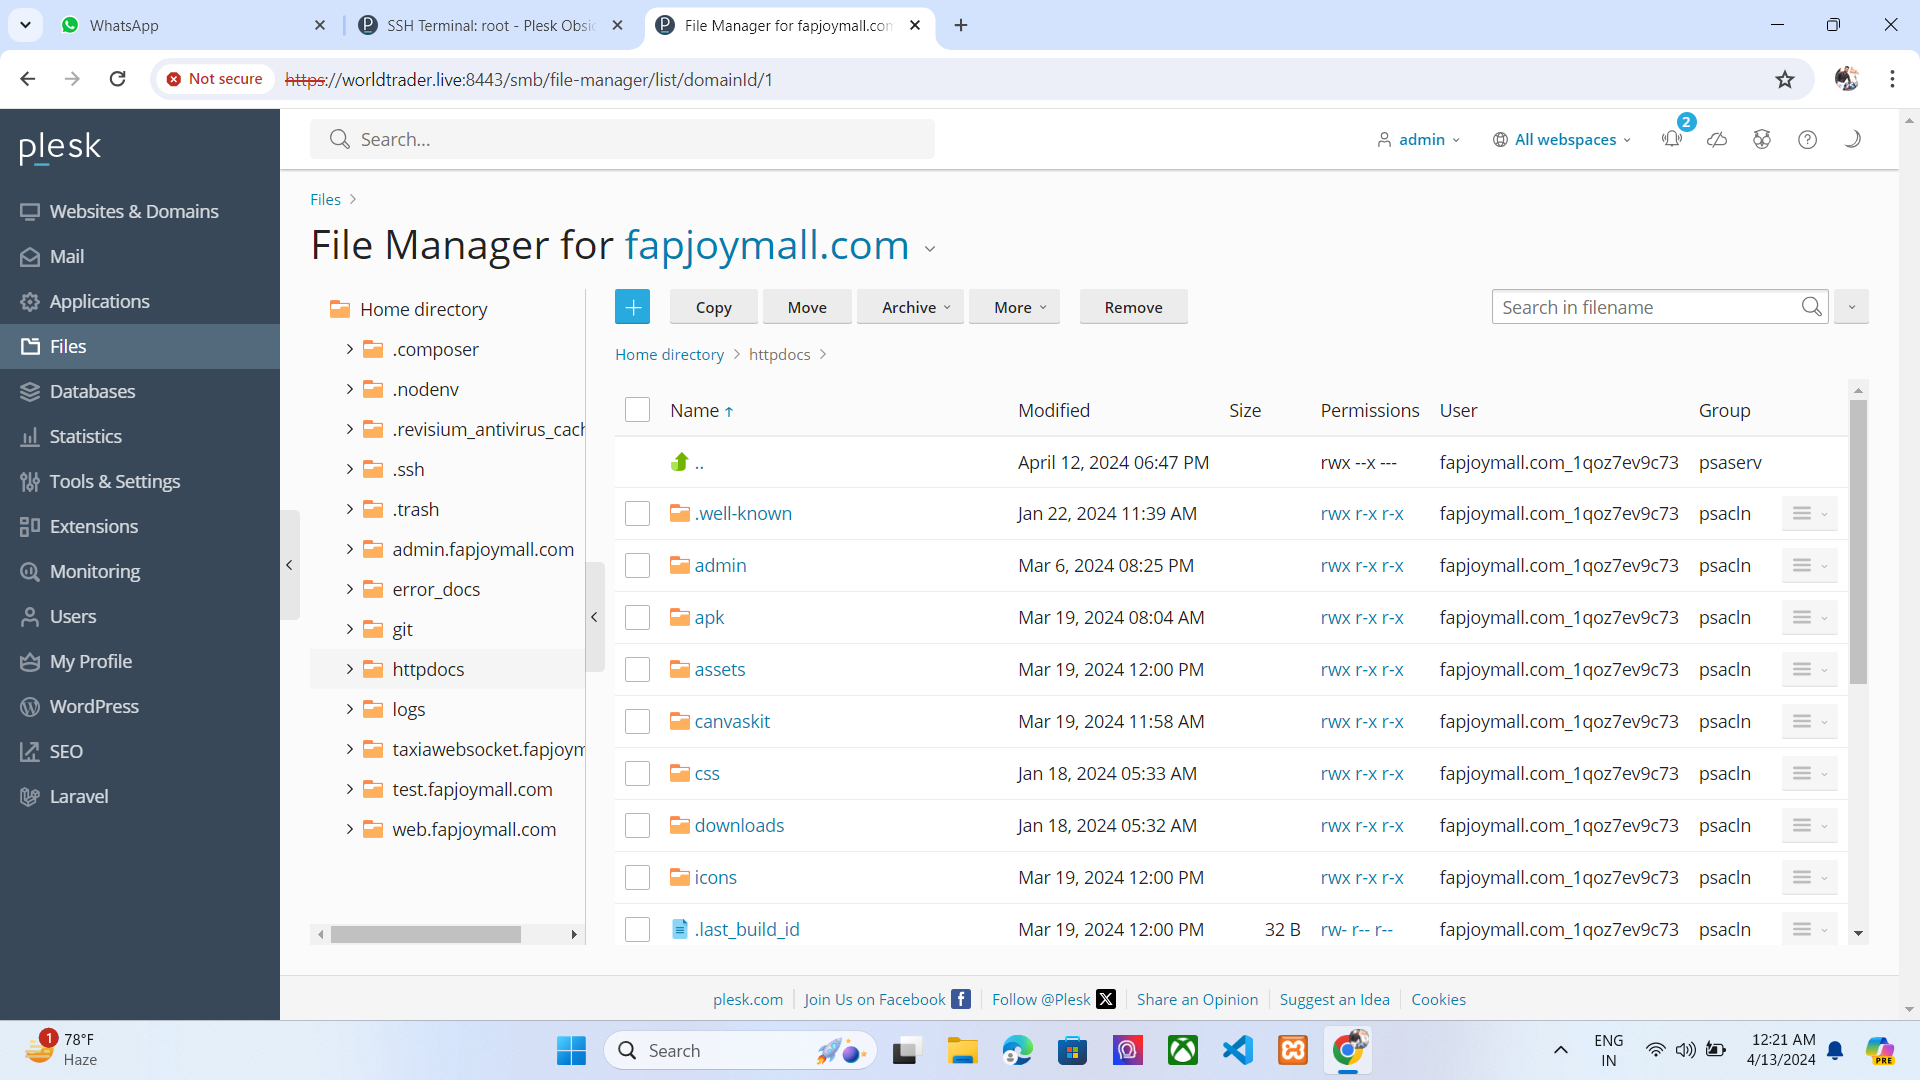 WhatsApp
SSH Terminal: root - Plesk Obsi
File Manager for fapjoymall.com
Not secure
https://worldtrader.live:8443/smb/file-manager/list/domainId/1
plesk
Search...
admin
All webspaces
2
Websites & Domains
Mail
Applications
Files
Databases
Statistics
Tools & Settings
Extensions
Monitoring
Users
My Profile
WordPress
SEO
Laravel
Files
File Manager for fapjoymall.com
Home directory
.composer
.nodenv
.revisium_antivirus_cach
.ssh
.trash
admin.fapjoymall.com
error_docs
git
httpdocs
logs
taxiawebsocket.fapjoym
test.fapjoymall.com
web.fapjoymall.com
Copy Move Archive More Remove
Search in filename
Home directory > httpdocs >
Name Modified Size Permissions User Group
.. April 12, 2024 06:47 PM rwx --x --- fapjoymall.com_1qoz7ev9c73 psaserv
.well-known Jan 22, 2024 11:39 AM rwx r-x r-x fapjoymall.com_1qoz7ev9c73 psacln
admin Mar 6, 2024 08:25 PM rwx r-x r-x fapjoymall.com_1qoz7ev9c73 psacln
apk Mar 19, 2024 08:04 AM rwx r-x r-x fapjoymall.com_1qoz7ev9c73 psacln
assets Mar 19, 2024 12:00 PM rwx r-x r-x fapjoymall.com_1qoz7ev9c73 psacln
canvaskit Mar 19, 2024 11:58 AM rwx r-x r-x fapjoymall.com_1qoz7ev9c73 psacln
css Jan 18, 2024 05:33 AM rwx r-x r-x fapjoymall.com_1qoz7ev9c73 psacln
downloads Jan 18, 2024 05:32 AM rwx r-x r-x fapjoymall.com_1qoz7ev9c73 psacln
icons Mar 19, 2024 12:00 PM rwx r-x r-x fapjoymall.com_1qoz7ev9c73 psacln
.last_build_id Mar 19, 2024 12:00 PM 32 B rw- r-- r-- fapjoymall.com_1qoz7ev9c73 psacln
plesk.com Join Us on Facebook Follow @Plesk Share an Opinion Suggest an Idea Cookies
1
78°F
Haze
Search
ENG
IN
12:21 AM
4/13/2024
PRE